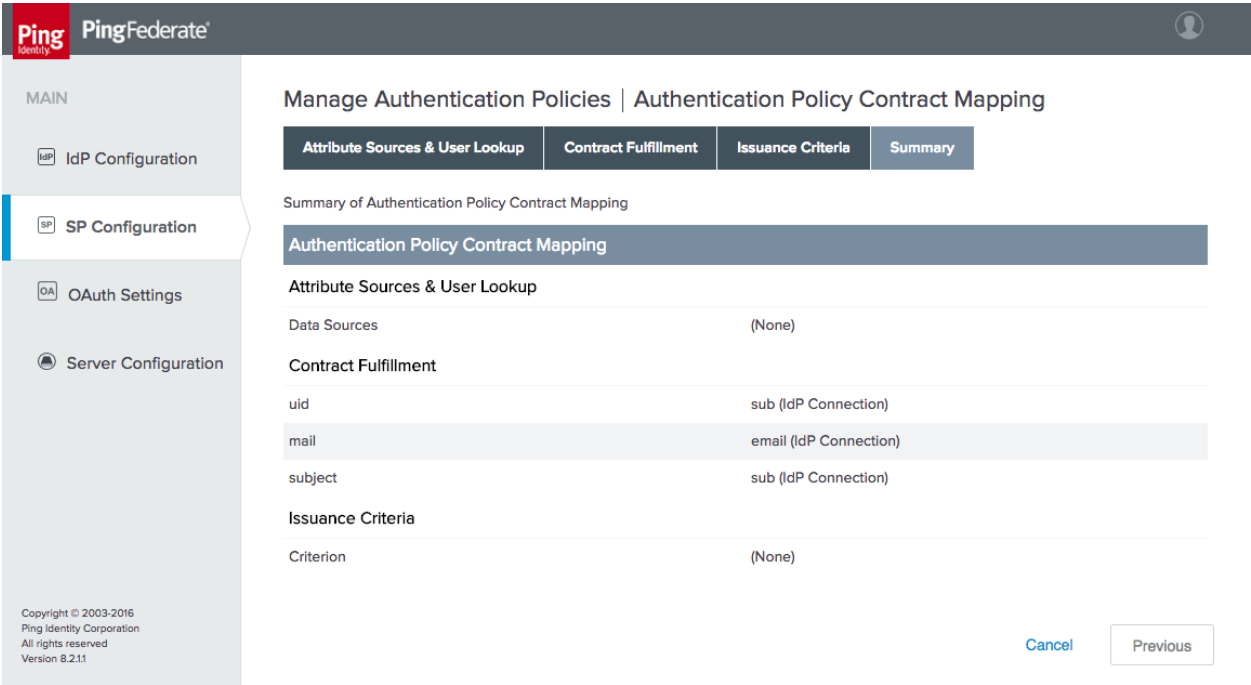 Ping
Identity
PingFederate
MAIN
IdP
IdP Configuration
SP
SP Configuration
OA
OAuth Settings
Server Configuration
Copyright © 2003-2016
Ping Identity Corporation
All rights reserved
Version 8.2.1.1
Manage Authentication Policies | Authentication Policy Contract Mapping
Attribute Sources & User Lookup Contract Fulfillment Issuance Criteria Summary
Summary of Authentication Policy Contract Mapping
Authentication Policy Contract Mapping
Attribute Sources & User Lookup
Data Sources (None)
Contract Fulfillment
uid sub (IdP Connection)
mail email (IdP Connection)
subject sub (IdP Connection)
Issuance Criteria
Criterion (None)
Cancel Previous